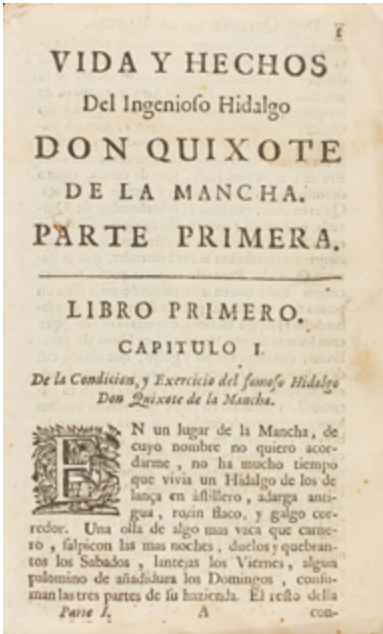 1
VIDA Y HECHOS
Del Ingenioſo Hidalgo
DON QUIXOTE
DE LA MANCHA.
PARTE PRIMERA.
LIBRO PRIMERO.
CAPITULO I.
De la Condicion, y Exercicio del famoſo Hidalgo
Don Quixote de la Mancha.
EN un lugar de la Mancha, de
cuyo nombre no quiero acor-
darme, no ha mucho tiempo
que vivia un Hidalgo de los de
lança en aſtillero, adarga anti-
gua, rozin flaco, y galgo cor-
redor. Una olla de algo mas vaca que carne-
ro, ſalpicon las mas noches, duelos y quebran-
tos los Sabados, lantejas los Viernes, algun
palomino de añadidura los Domingos, conſu-
mian las tres partes de ſu hazienda. El reſto della
Parte I. A con-